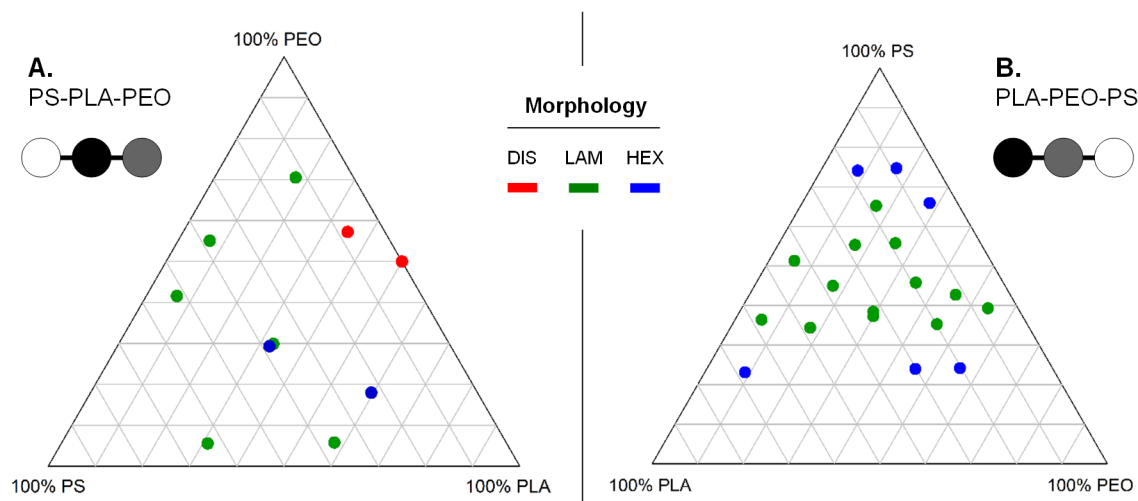 100% PEO
A.
PS-PLA-PEO
100% PS
100% PLA
Morphology
DIS LAM HEX
100% PS
B.
PLA-PEO-PS
100% PLA
100% PEO